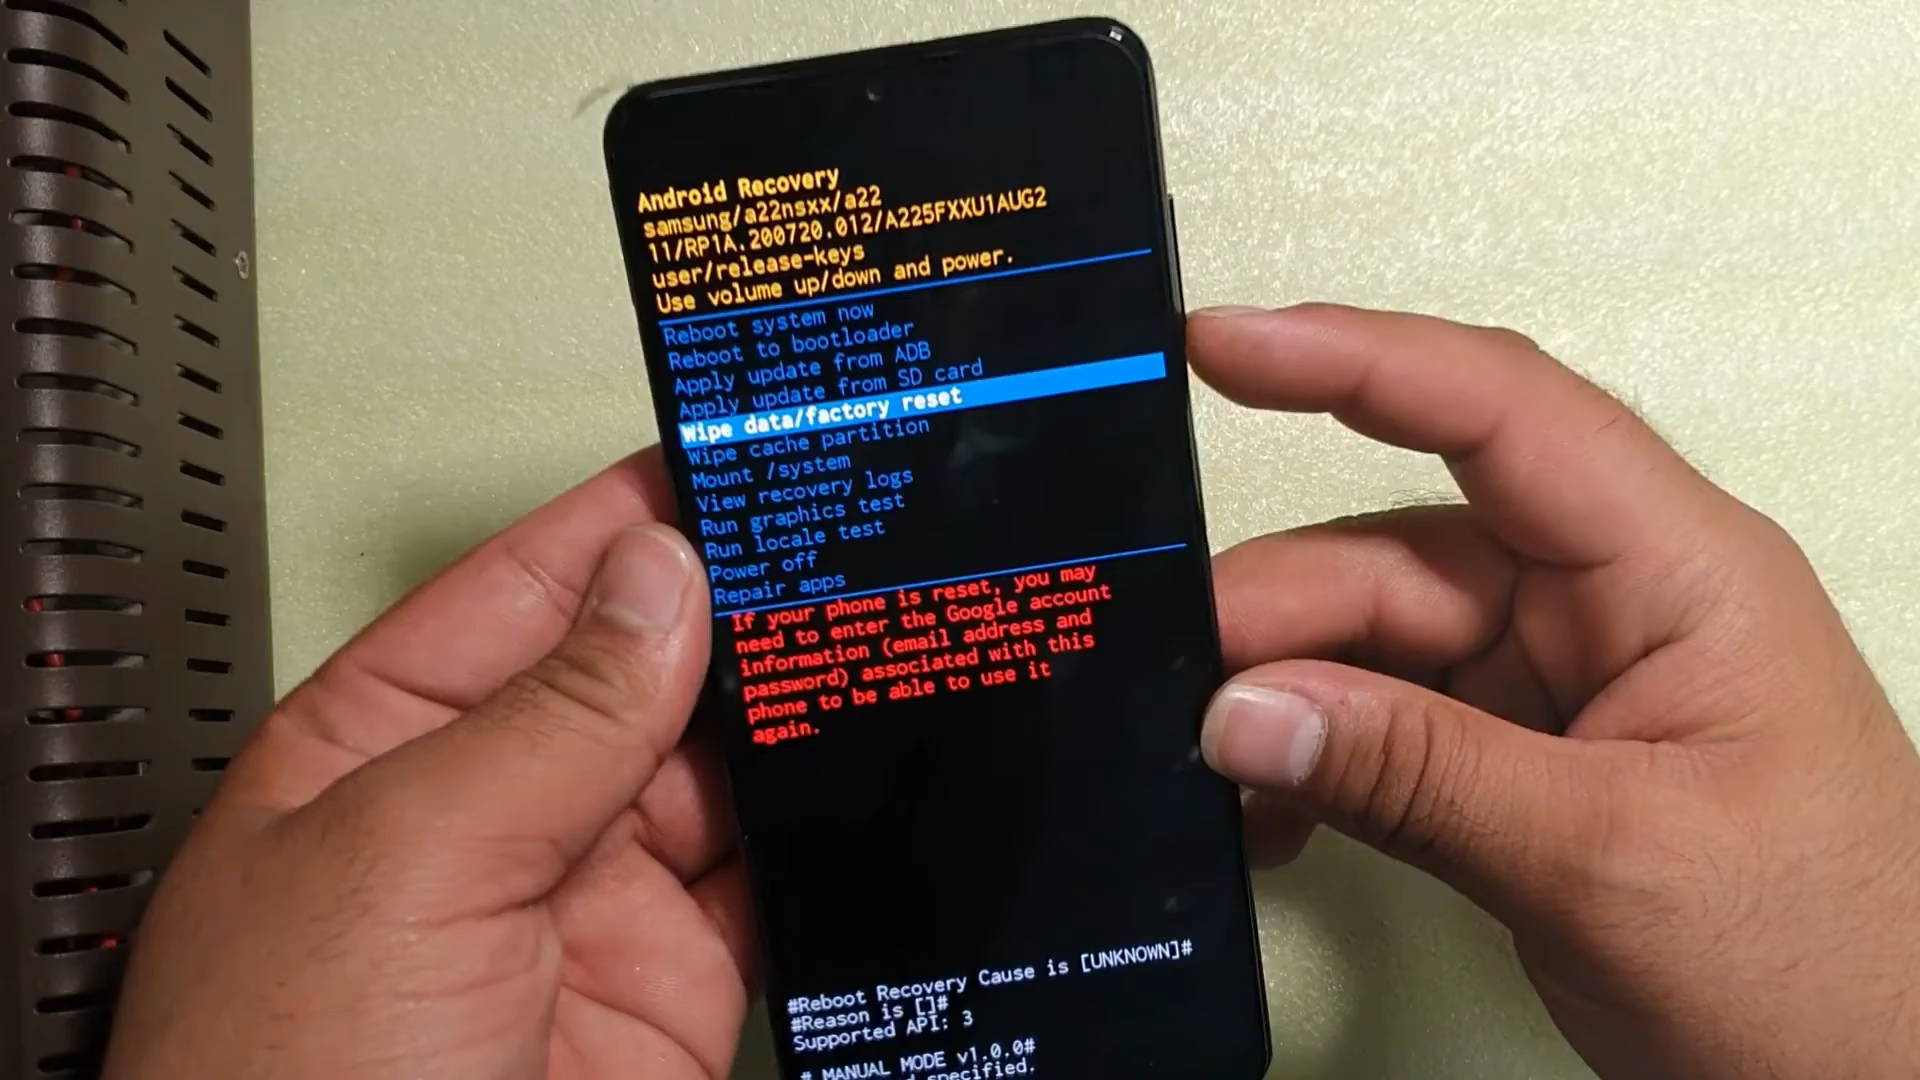 Android Recovery
samsung/a22nsxx/a22
11/RP1A.200720.012/A225FXXU1AUG2
user/release-keys
Use volume up/down and power.
Reboot system now
Reboot to bootloader
Apply update from ADB
Apply update from SD card
Wipe data/factory reset
Wipe cache partition
Mount /system
View recovery logs
Run graphics test
Run locale test
Power off
Repair apps
If your phone is reset, you may
need to enter the Google account
information (email address and
password) associated with this
phone to be able to use it
again.
#Reboot Recovery Cause is [UNKNOWN]#
#Reason is []#
Supported API: 3
# MANUAL MODE v1.0.0#
specified.